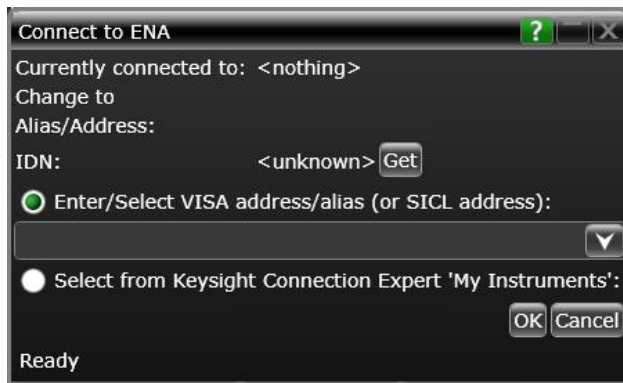 Connect to ENA ?
Currently connected to: <nothing>
Change to
Alias/Address:
IDN: <unknown> Get
Enter/Select VISA address/alias (or SICL address):
Select from Keysight Connection Expert 'My Instruments':
OK Cancel
Ready